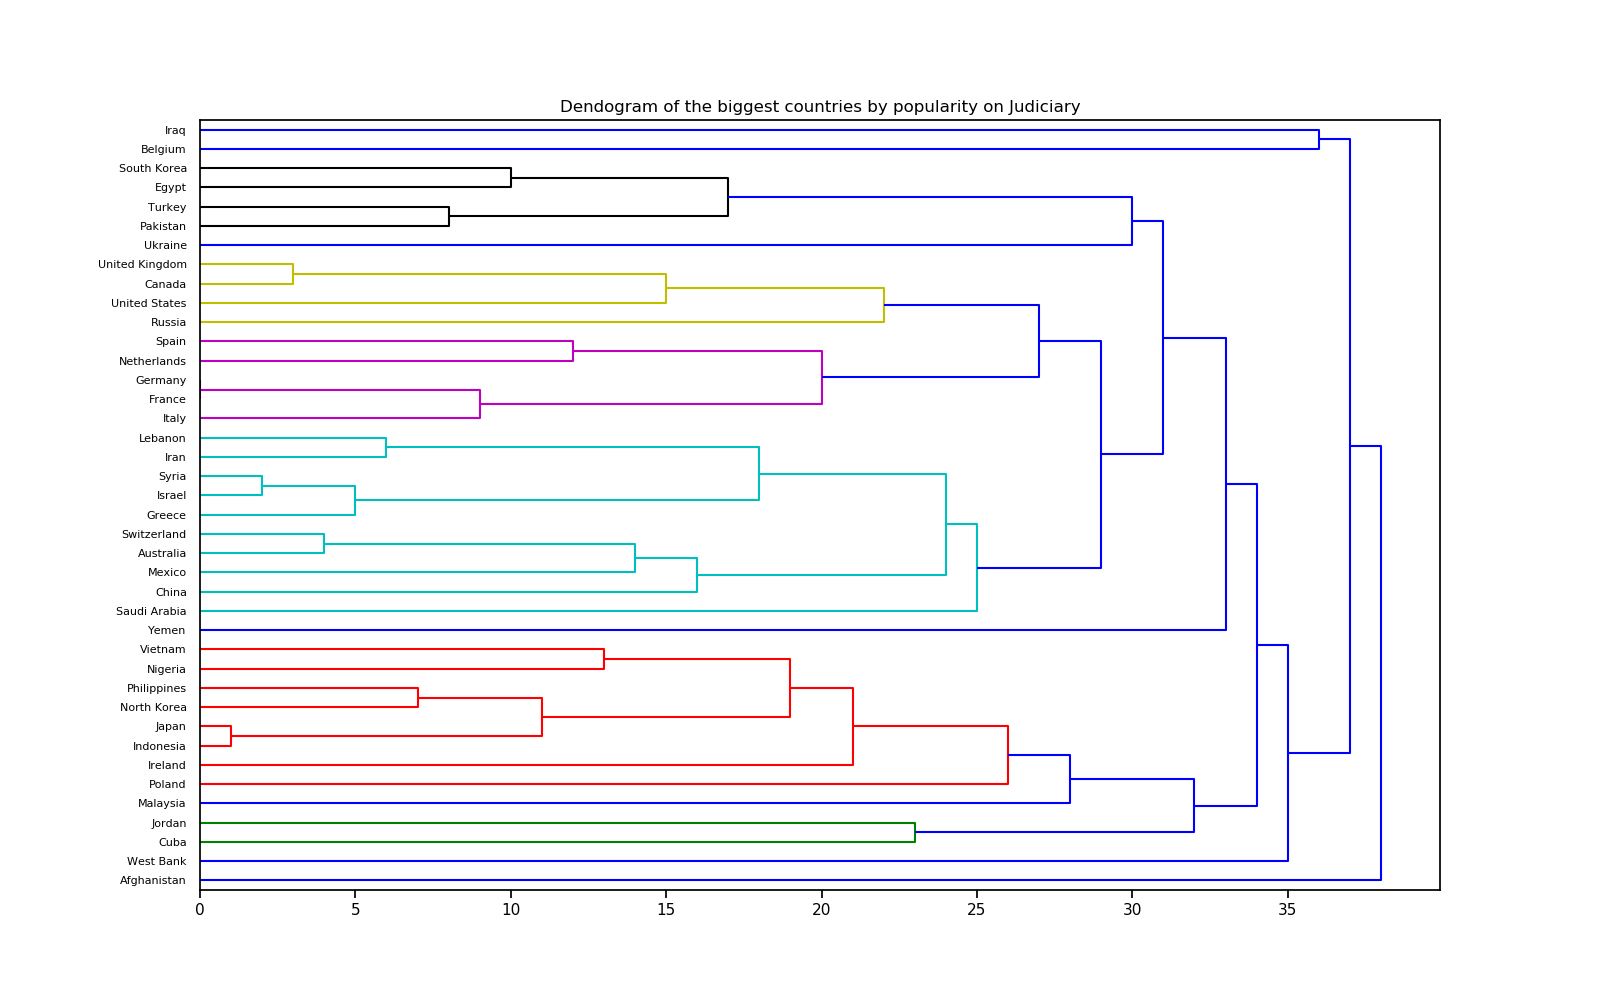 Dendogram of the biggest countries by popularity on Judiciary
Iraq
Belgium
South Korea
Egypt
Turkey
Pakistan
Ukraine
United Kingdom
Canada
United States
Russia
Spain
Netherlands
Germany
France
Italy
Lebanon
Iran
Syria
Israel
Greece
Switzerland
Australia
Mexico
China
Saudi Arabia
Yemen
Vietnam
Nigeria
Philippines
North Korea
Japan
Indonesia
Ireland
Poland
Malaysia
Jordan
Cuba
West Bank
Afghanistan
0 5 10 15 20 25 30 35